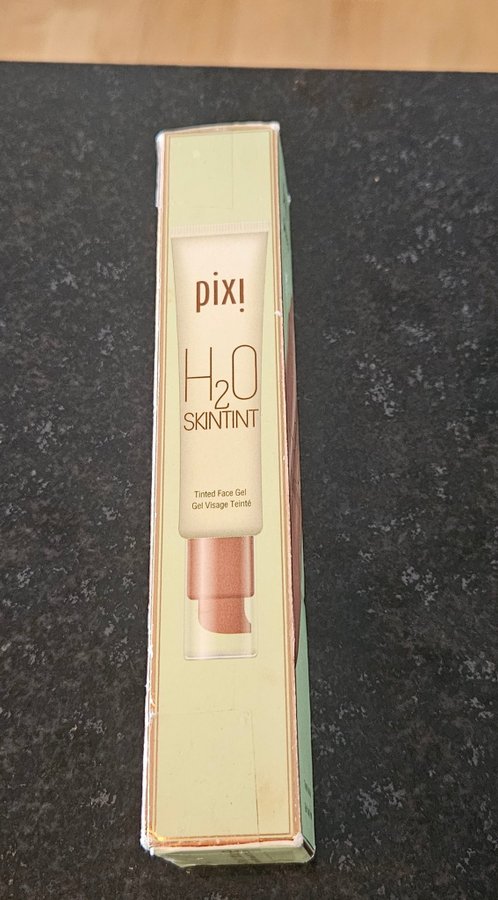 pixi
H2O
SKINTINT
Tinted Face Gel
Gel Visage Teinté